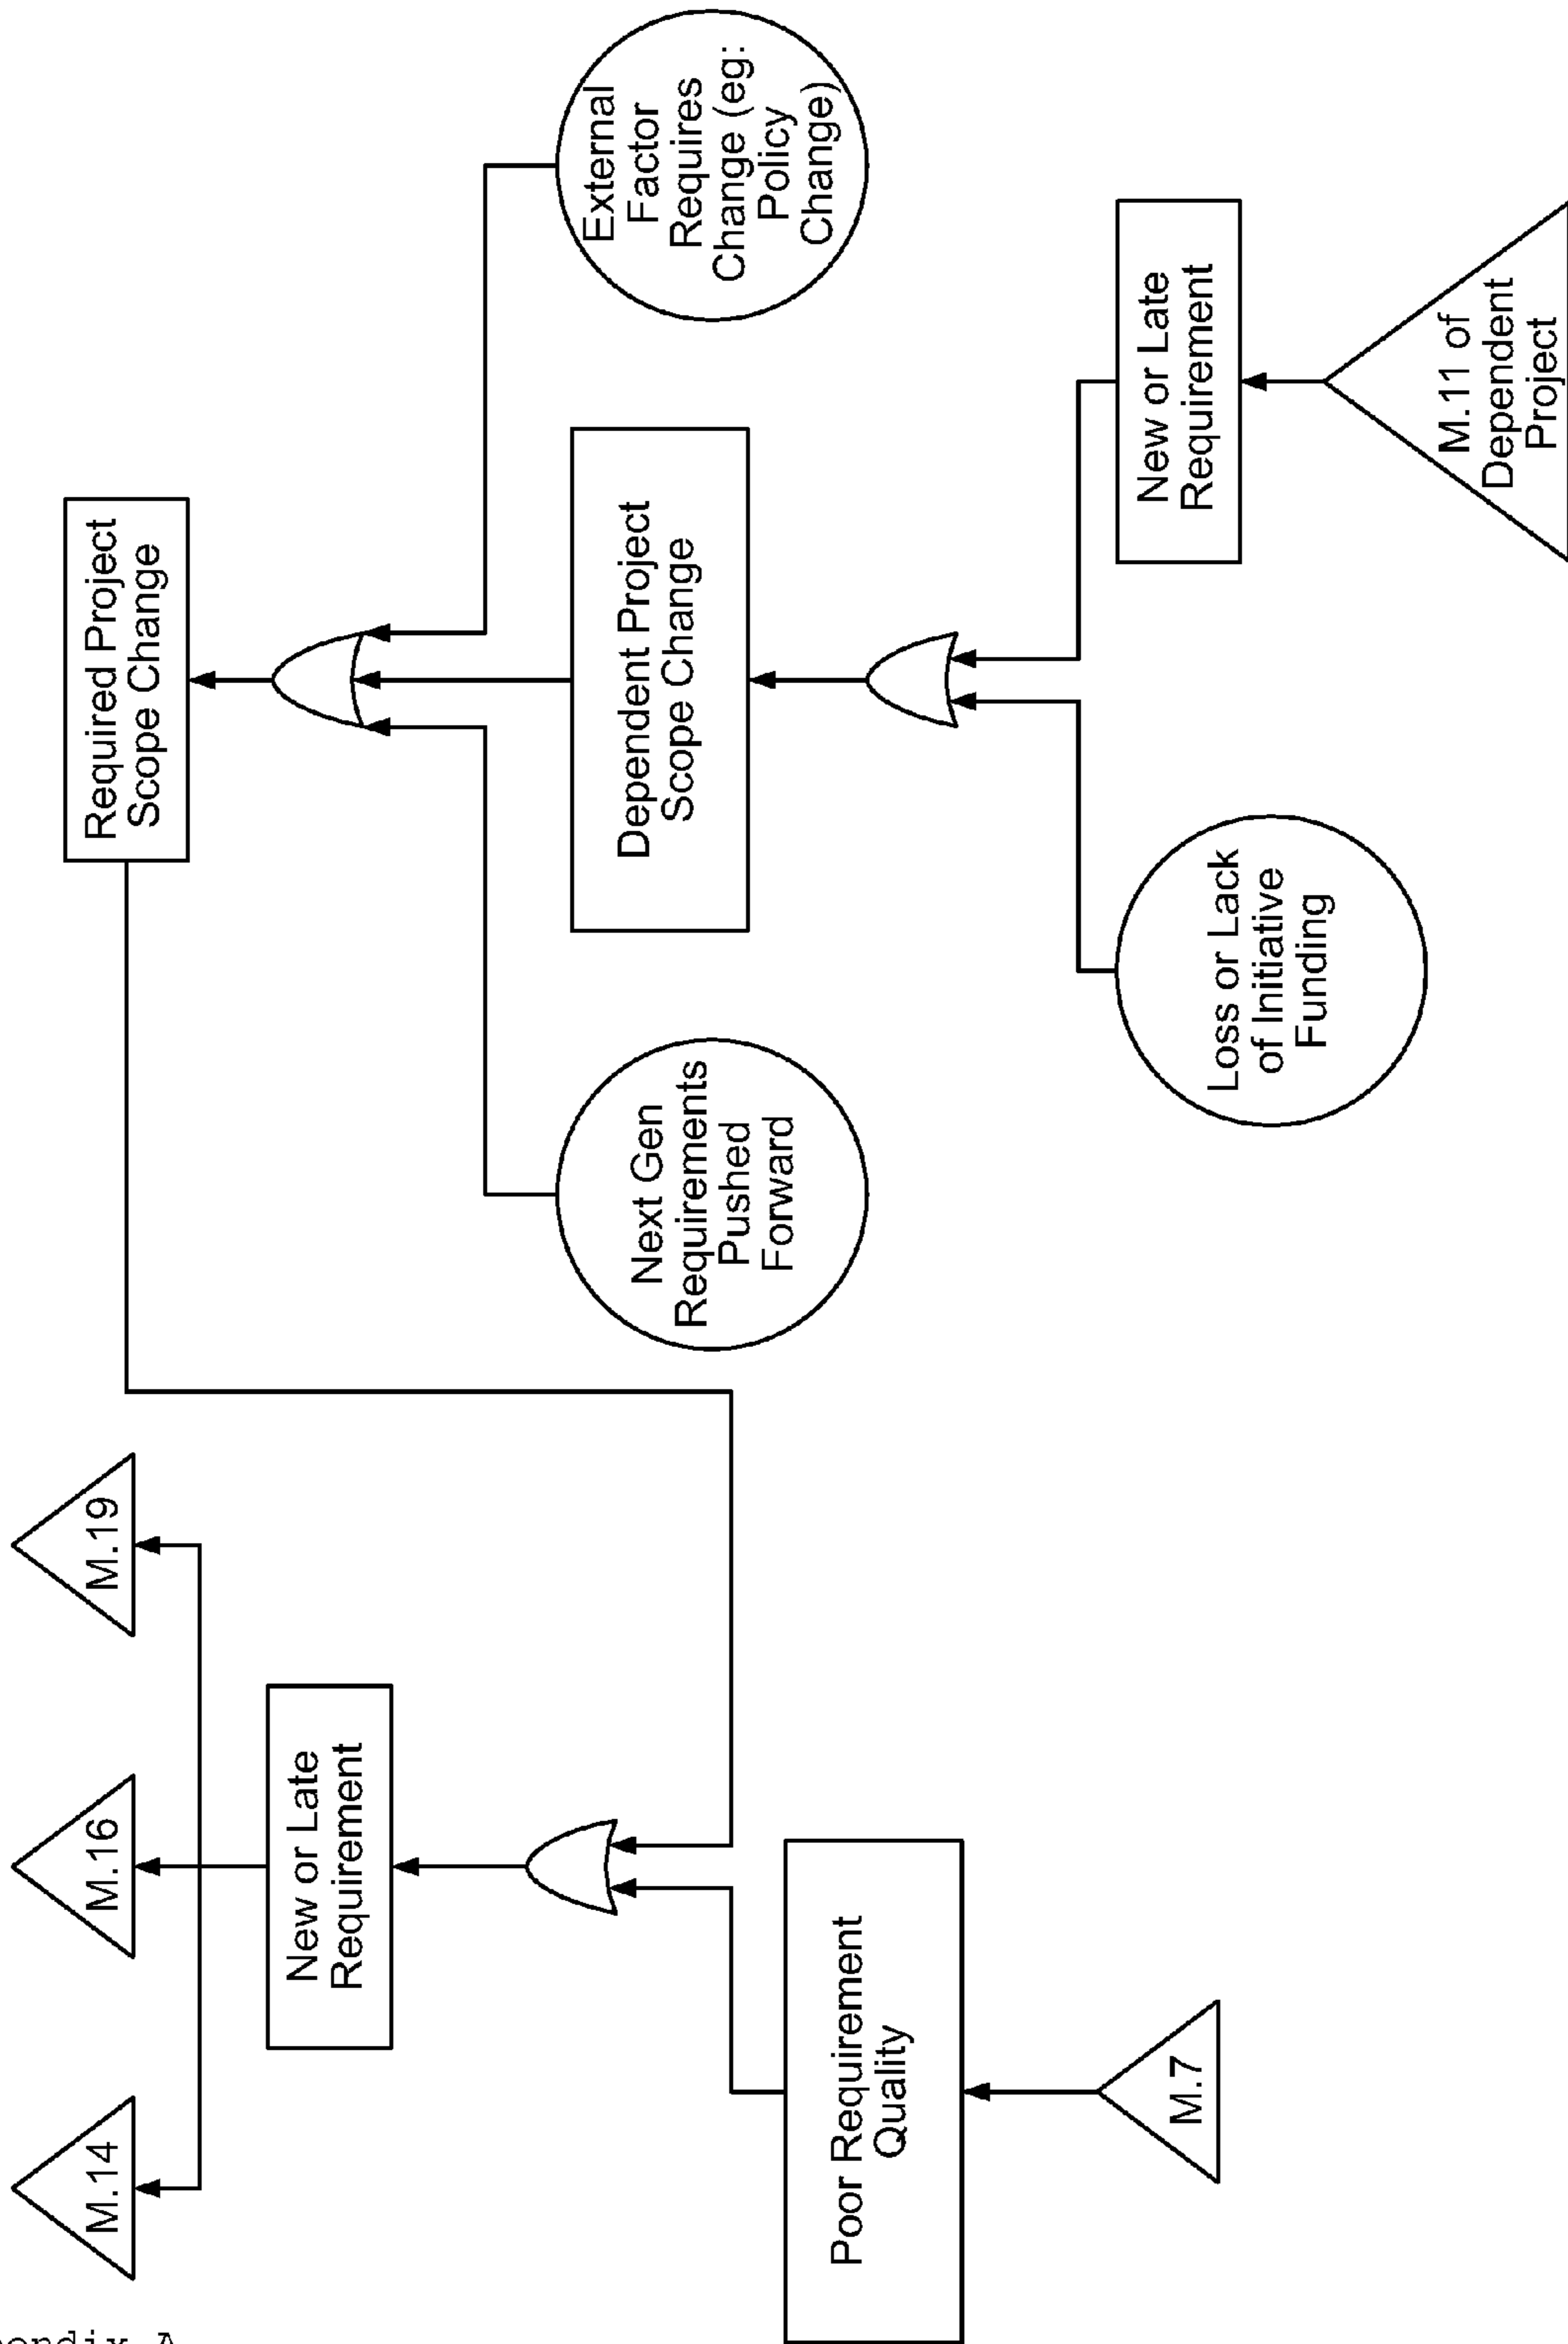 M.14
M.16
M.19
New or Late
Requirement
Poor Requirement
Quality
M.7
Required Project
Scope Change
Next Gen
Requirements
Pushed
Forward
Dependent Project
Scope Change
External
Factor
Requires
Change (eg:
Policy
Change)
Loss or Lack
of Initiative
Funding
New or Late
Requirement
M.11 of
Dependent
Project